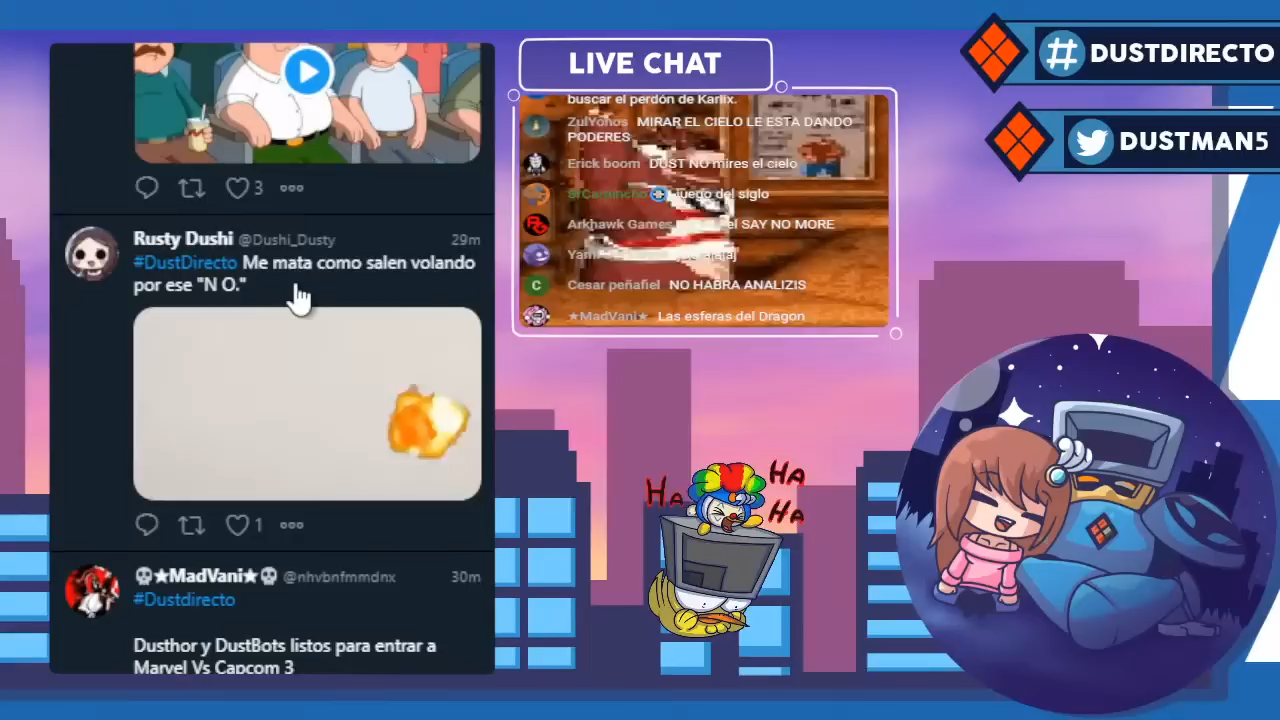 3
Rusty Dushi @Dushi_Dusty 29m
#DustDirecto Me mata como salen volando
por ese "N O."
1
★MadVani★ @nhvbnfmmdnx 30m
#Dustdirecto
Dusthor y DustBots listos para entrar a
Marvel Vs Capcom 3
LIVE CHAT
buscar el perdón de Karlix.
ZulYonos MIRAR EL CIELO LE ESTA DANDO
PODERES
Erick boom DUST NO mires el cielo
juego del siglo
Arkhawk Games el SAY NO MORE
Cesar peñafiel NO HABRA ANALIZIS
★MadVani★ Las esferas del Dragon
C
HA
HA
HA
# DUSTDIRECTO
DUSTMAN5